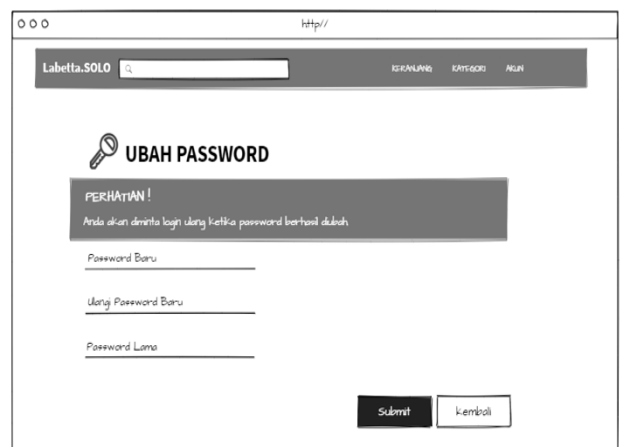 http//
Labetta.SOLO KERANJANG KATEGORI AKUN
UBAH PASSWORD
PERHATIAN !
Anda akan diminta login ulang ketika password berhasil diubah.
Password Baru
Ulangi Password Baru
Password Lama
Submit Kembali